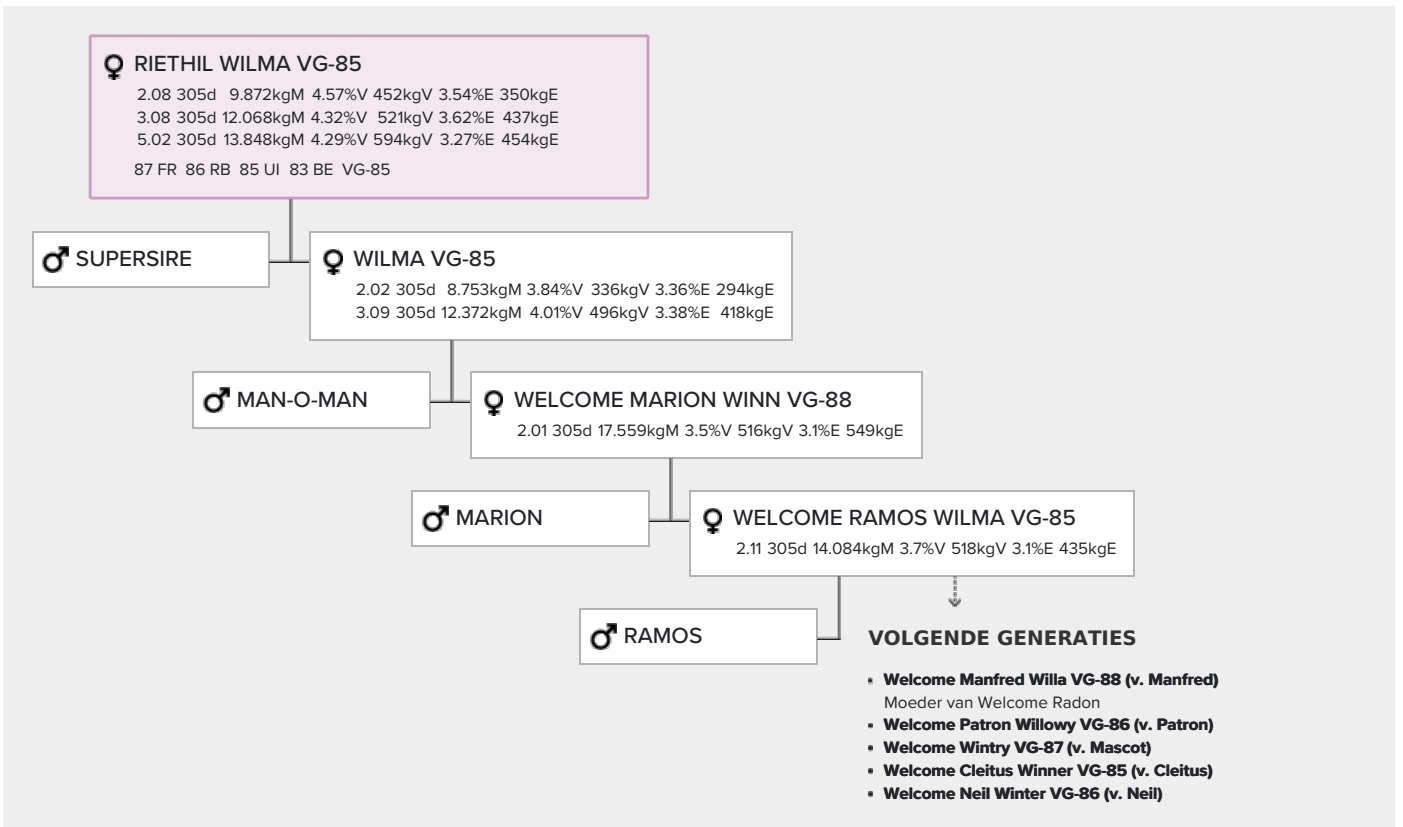 RIETHIL WILMA VG-85
2.08 305d 9.872kgM 4.57%V 452kgV 3.54%E 350kgE
3.08 305d 12.068kgM 4.32%V 521kgV 3.62%E 437kgE
5.02 305d 13.848kgM 4.29%V 594kgV 3.27%E 454kgE
87 FR 86 RB 85 UI 83 BE VG-85
SUPERSIRE
WILMA VG-85
2.02 305d 8.753kgM 3.84%V 336kgV 3.36%E 294kgE
3.09 305d 12.372kgM 4.01%V 496kgV 3.38%E 418kgE
MAN-O-MAN
WELCOME MARION WINN VG-88
2.01 305d 17.559kgM 3.5%V 516kgV 3.1%E 549kgE
MARION
WELCOME RAMOS WILMA VG-85
2.11 305d 14.084kgM 3.7%V 518kgV 3.1%E 435kgE
RAMOS
VOLGENDE GENERATIES
• Welcome Manfred Willa VG-88 (v. Manfred)
Moeder van Welcome Radon
• Welcome Patron Willowy VG-86 (v. Patron)
• Welcome Wintry VG-87 (v. Mascot)
• Welcome Cleitus Winner VG-85 (v. Cleitus)
• Welcome Neil Winter VG-86 (v. Neil)